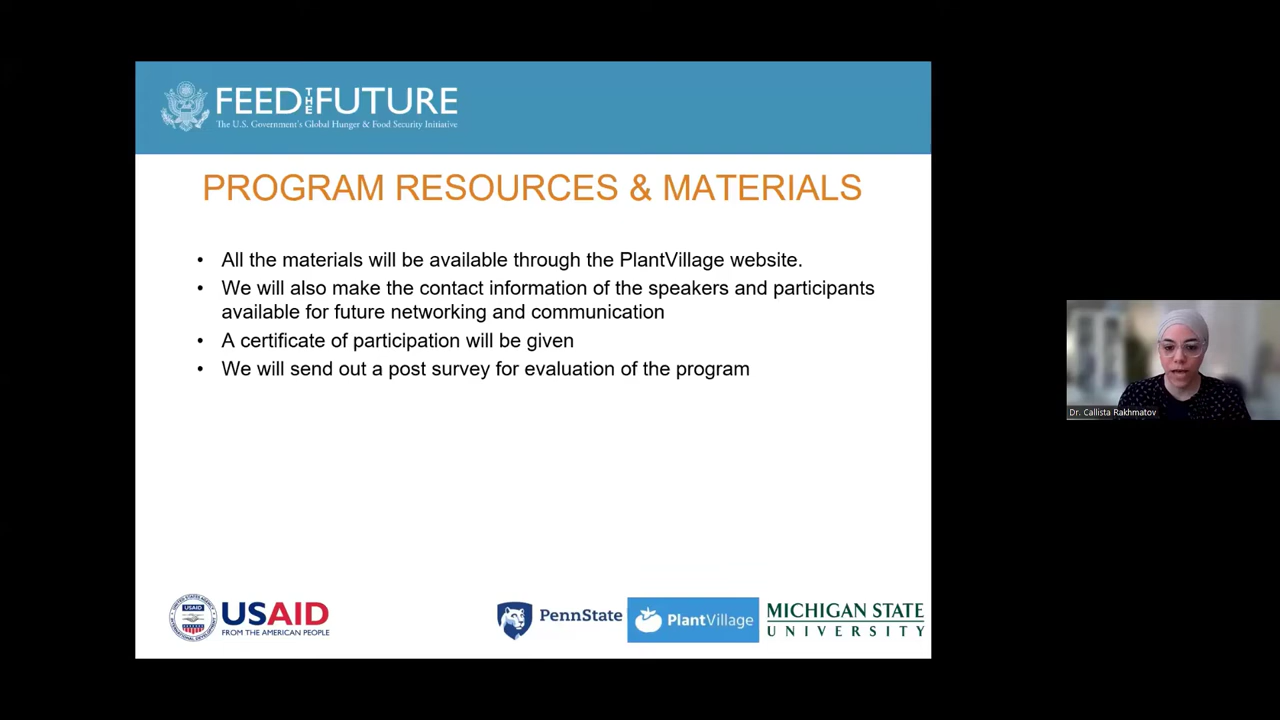 FEED THE FUTURE
The U.S. Government's Global Hunger & Food Security Initiative
PROGRAM RESOURCES & MATERIALS
• All the materials will be available through the PlantVillage website.
• We will also make the contact information of the speakers and participants
available for future networking and communication
• A certificate of participation will be given
• We will send out a post survey for evaluation of the program
Dr. Callista Rakhmatov
USAID
USAID
FROM THE AMERICAN PEOPLE
PennState
PlantVillage
MICHIGAN STATE
UNIVERSITY